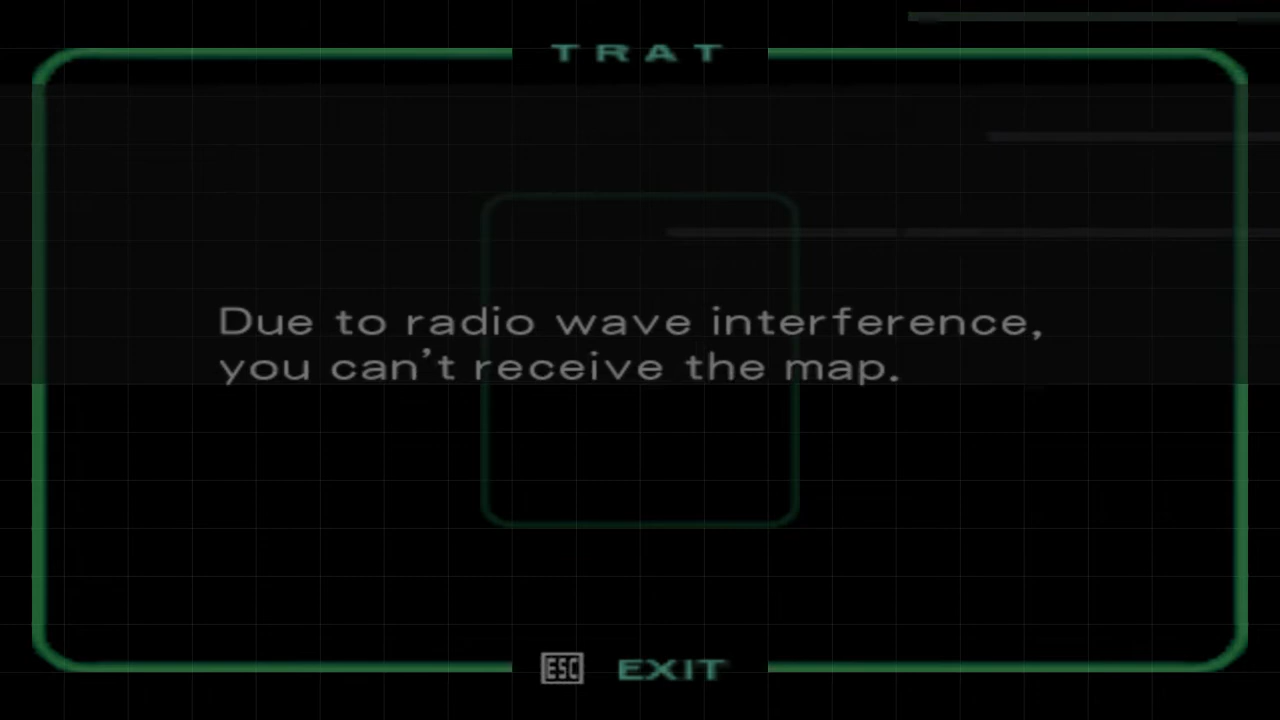 TRAT
Due to radio wave interference,
you can't receive the map.
ESC EXIT